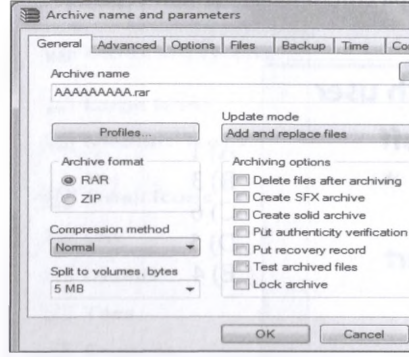 Archive name and parameters
General Advanced Options Files Backup Time
Archive name
AAAAAAAAA.rar
Update mode
Profiles... Add and replace files
Archive format
RAR
ZIP
Archiving options
Delete files after archiving
Create SFX archive
Create solid archive
Put authenticity verification
Put recovery record
Test archived files
Lock archive
Compression method
Normal
Split to volumes, bytes
5 MB
OK Cancel